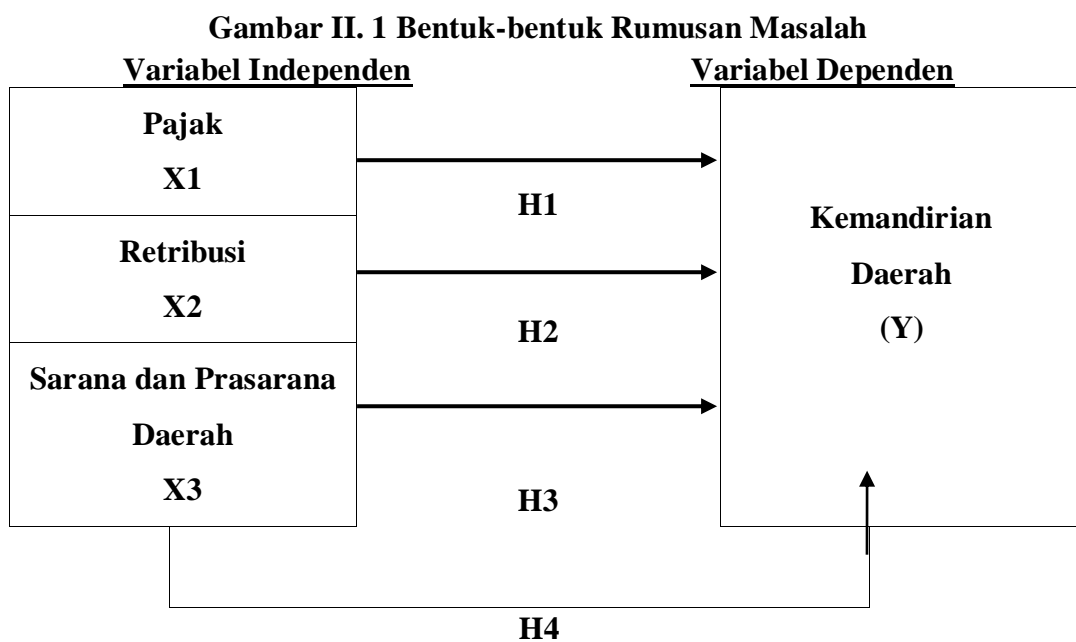 Gambar II. 1 Bentuk-bentuk Rumusan Masalah
Variabel Independen
Variabel Dependen
Pajak
X1
Retribusi
X2
Sarana dan Prasarana
Daerah
X3
H1
H2
H3
Kemandirian
Daerah
(Y)
H4